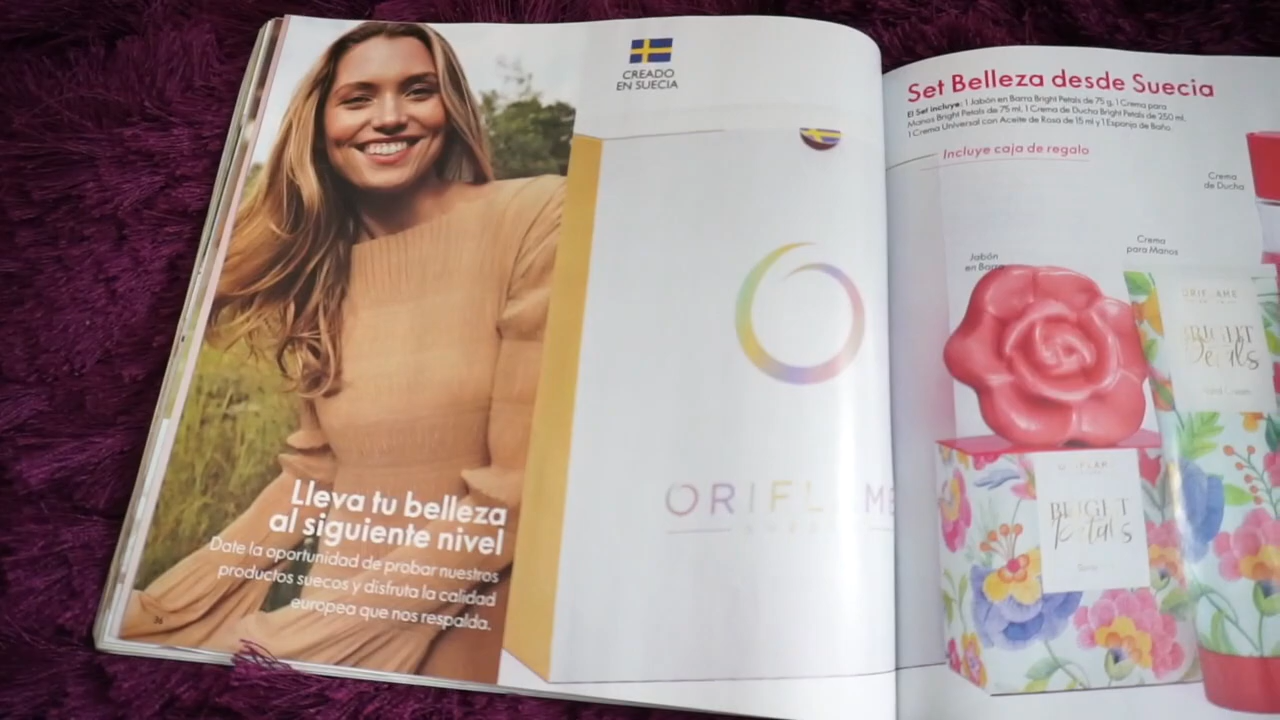 CREADO
EN SUECIA
ORIFLAME
Lleva tu belleza
al siguiente nivel
Date la oportunidad de probar nuestros
productos suecos y disfruta la calidad
europea que nos respalda.
36
Set Belleza desde Suecia
El Set incluye: 1 Jabón en Barra Bright Petals de 75 g, 1 Crema para
Manos Bright Petals de 75 ml, 1 Crema de Ducha Bright Petals de 250 ml,
1 Crema Universal con Aceite de Rosa de 15 ml y 1 Esponja de Baño
Incluye caja de regalo
Crema
de Ducha
Crema
para Manos
Jabón
en Barra
ORIFLAME
BRIGHT
Petals
ORIFLAME
BRIGHT
Petals